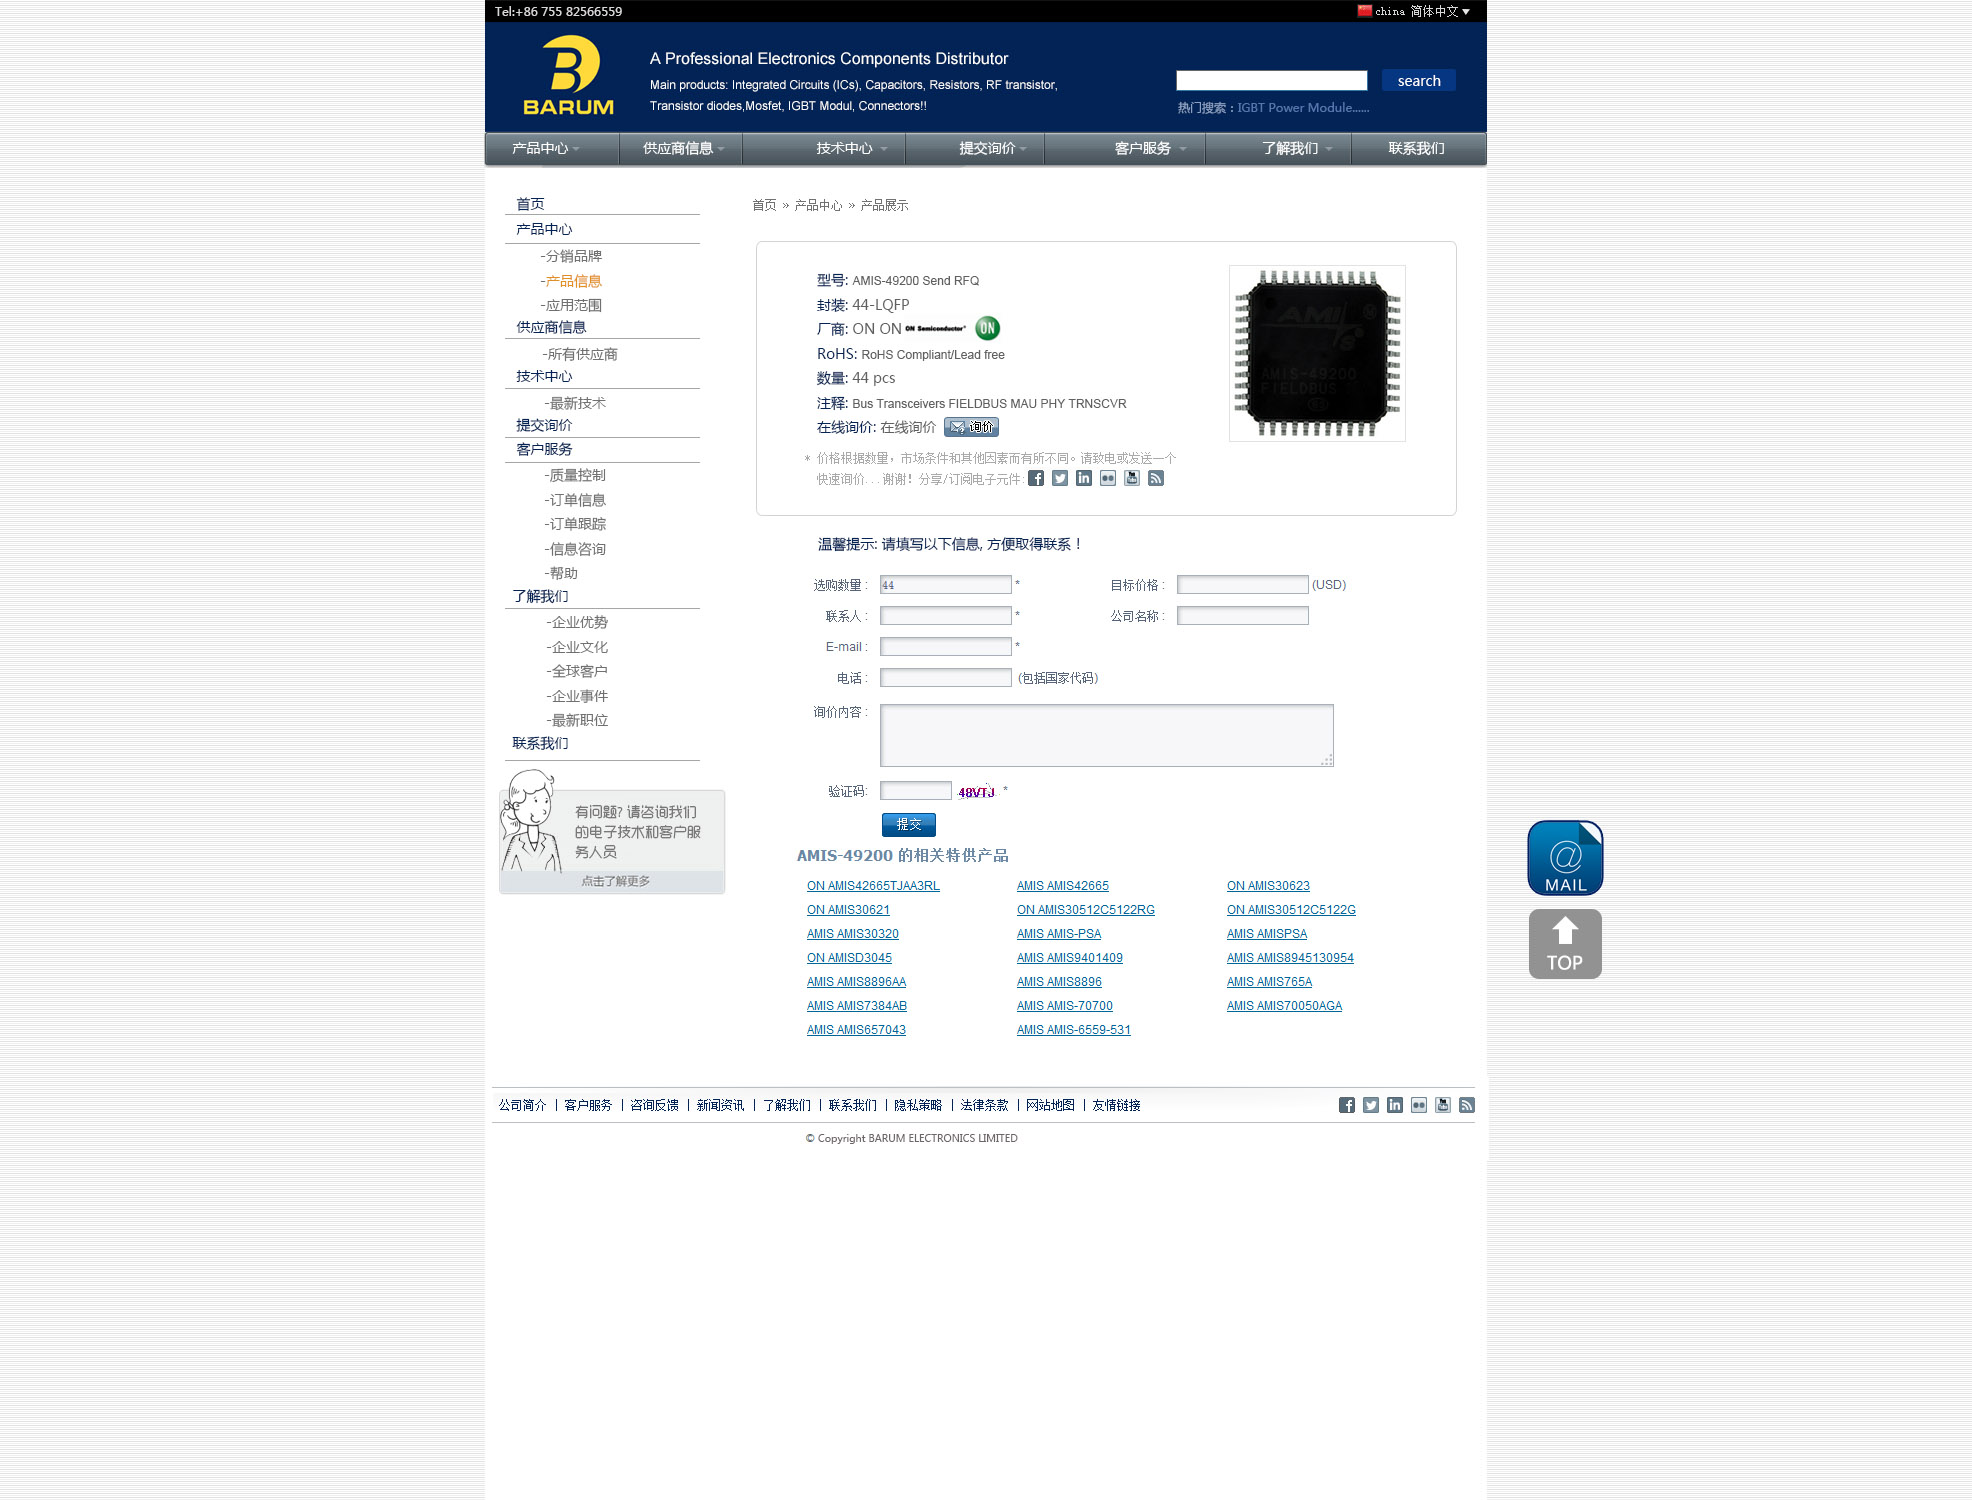 Tel:+86 755 82566559
china 简体中文
BARUM
A Professional Electronics Components Distributor
Main products: Integrated Circuits (ICs), Capacitors, Resistors, RF transistor,
Transistor diodes,Mosfet, IGBT Modul, Connectors!!
search
热门搜索：IGBT Power Module......
产品中心 供应商信息 技术中心 提交询价 客户服务 了解我们 联系我们
首页
产品中心
-分销品牌
-产品信息
-应用范围
供应商信息
-所有供应商
技术中心
-最新技术
提交询价
客户服务
-质量控制
-订单信息
-订单跟踪
-信息咨询
-帮助
了解我们
-企业优势
-企业文化
-全球客户
-企业事件
-最新职位
联系我们
有问题? 请咨询我们
的电子技术和客户服
务人员
点击了解更多
首页 » 产品中心 » 产品展示
型号: AMIS-49200 Send RFQ
封装: 44-LQFP
厂商: ON ON ON Semiconductor ON
RoHS: RoHS Compliant/Lead free
数量: 44 pcs
注释: Bus Transceivers FIELDBUS MAU PHY TRNSCVR
在线询价: 在线询价 询价
* 价格根据数量，市场条件和其他因素而有所不同。请致电或发送一个
快速询价...谢谢! 分享/订阅电子元件:
AMIS
AMIS-49200
FIELDBUS
温馨提示: 请填写以下信息, 方便取得联系！
选购数量 : 44 * 目标价格 : (USD)
联系人 : * 公司名称 :
E-mail : *
电话 : (包括国家代码)
询价内容 :
验证码: 48VTJ *
提交
AMIS-49200 的相关特供产品
ON AMIS42665TJAA3RL AMIS AMIS42665 ON AMIS30623
ON AMIS30621 ON AMIS30512C5122RG ON AMIS30512C5122G
AMIS AMIS30320 AMIS AMIS-PSA AMIS AMISPSA
ON AMISD3045 AMIS AMIS9401409 AMIS AMIS8945130954
AMIS AMIS8896AA AMIS AMIS8896 AMIS AMIS765A
AMIS AMIS7384AB AMIS AMIS-70700 AMIS AMIS70050AGA
AMIS AMIS657043 AMIS AMIS-6559-531
@
MAIL
TOP
公司简介 | 客户服务 | 咨询反馈 | 新闻资讯 | 了解我们 | 联系我们 | 隐私策略 | 法律条款 | 网站地图 | 友情链接
© Copyright BARUM ELECTRONICS LIMITED